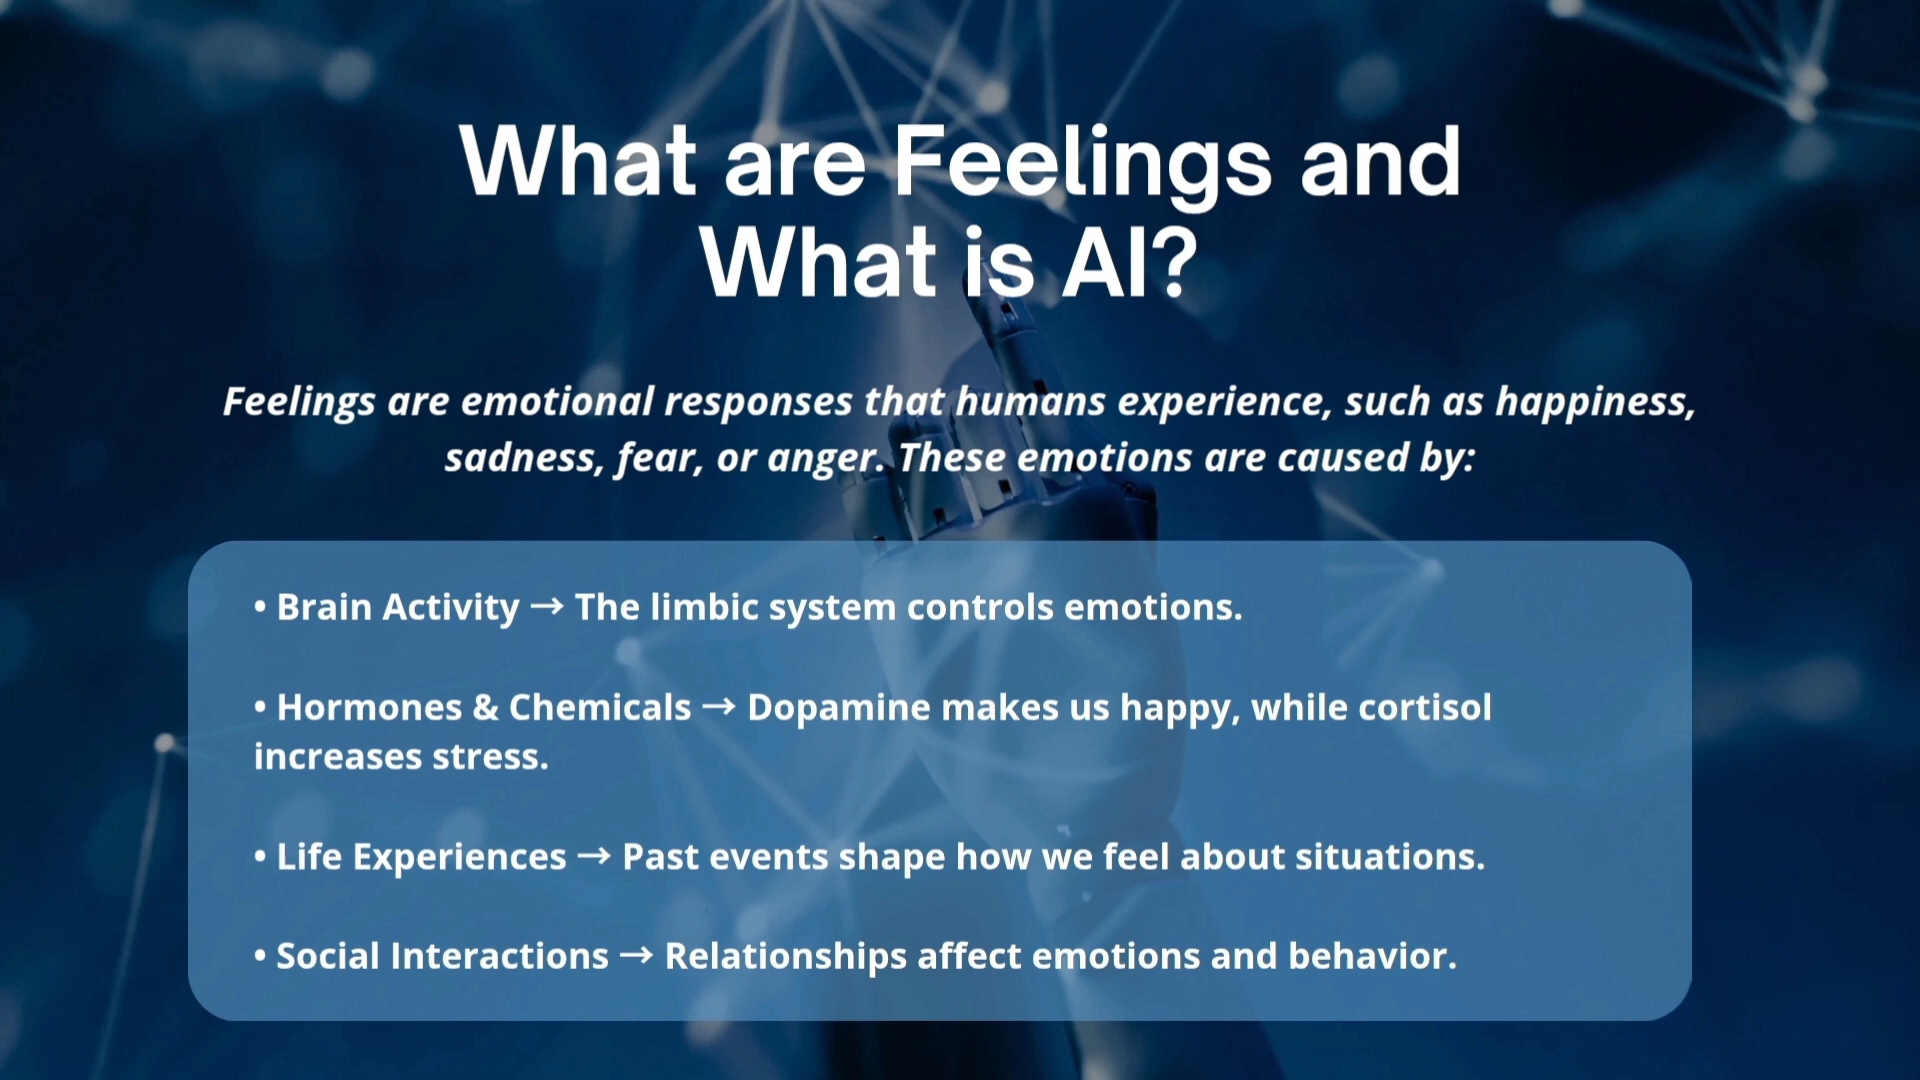 What are Feelings and
What is AI?
Feelings are emotional responses that humans experience, such as happiness,
sadness, fear, or anger. These emotions are caused by:
• Brain Activity → The limbic system controls emotions.
• Hormones & Chemicals → Dopamine makes us happy, while cortisol
increases stress.
• Life Experiences → Past events shape how we feel about situations.
• Social Interactions → Relationships affect emotions and behavior.